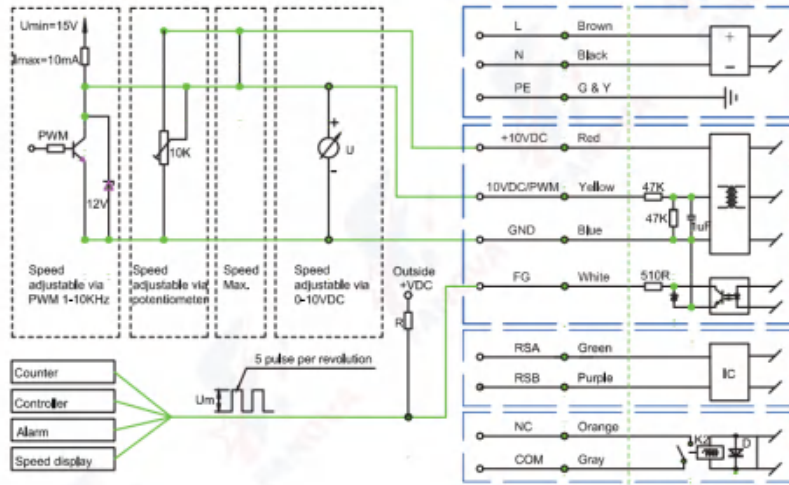 Umin=15V
Imax=10mA
PWM
12V
Speed
adjustable via
PWM 1-10KHz
10K
Speed
adjustable via
potentiometer
Speed
Max.
+
U
-
Speed
adjustable via
0-10VDC
Outside
+VDC
R
5 pulse per revolution
Um
Counter
Controller
Alarm
Speed display
L Brown
N Black
PE G & Y
+
−
+10VDC Red
10VDC/PWM Yellow 47K
47K
1uF
GND Blue
FG White 510R
RSA Green
RSB Purple
IC
NC Orange
K2
D
COM Gray